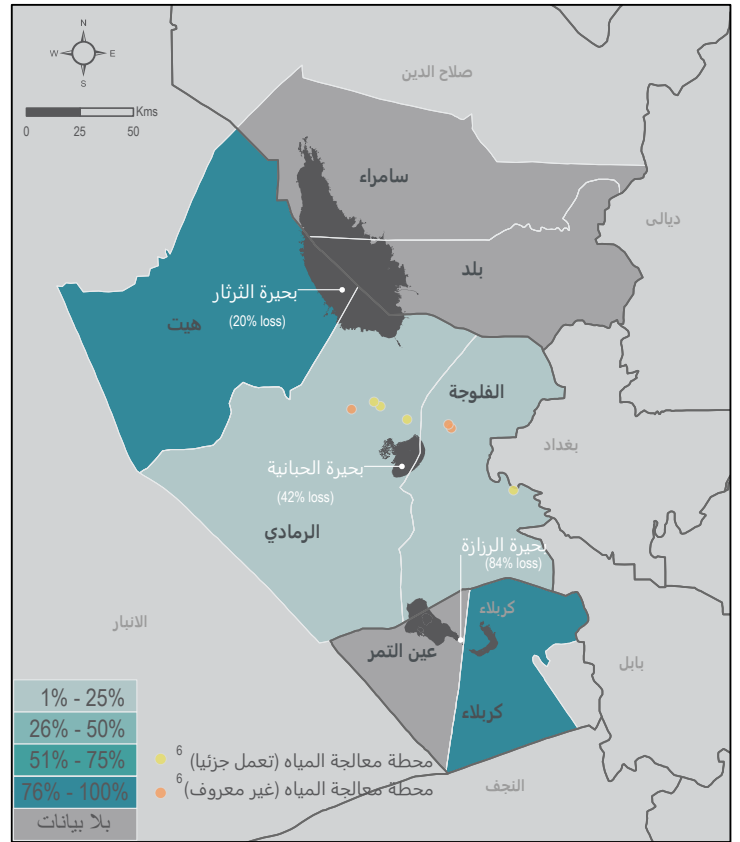 N
W E
S
Kms
0 25 50
صلاح الدين
سامراء
ديالى
بلد
بحيرة الثرثار
(20% loss)
هيت
الفلوجة
بغداد
بحيرة الحبانية
(42% loss)
الرمادي
بحيرة الرزازة
(84% loss)
كربلاء
الانبار
عين التمر
بابل
كربلاء
النجف
1% - 25%
26% - 50%
51% - 75%
76% - 100%
بلا بيانات
محطة معالجة المياه (تعمل جزئيا) 6
محطة معالجة المياه (غير معروف) 6